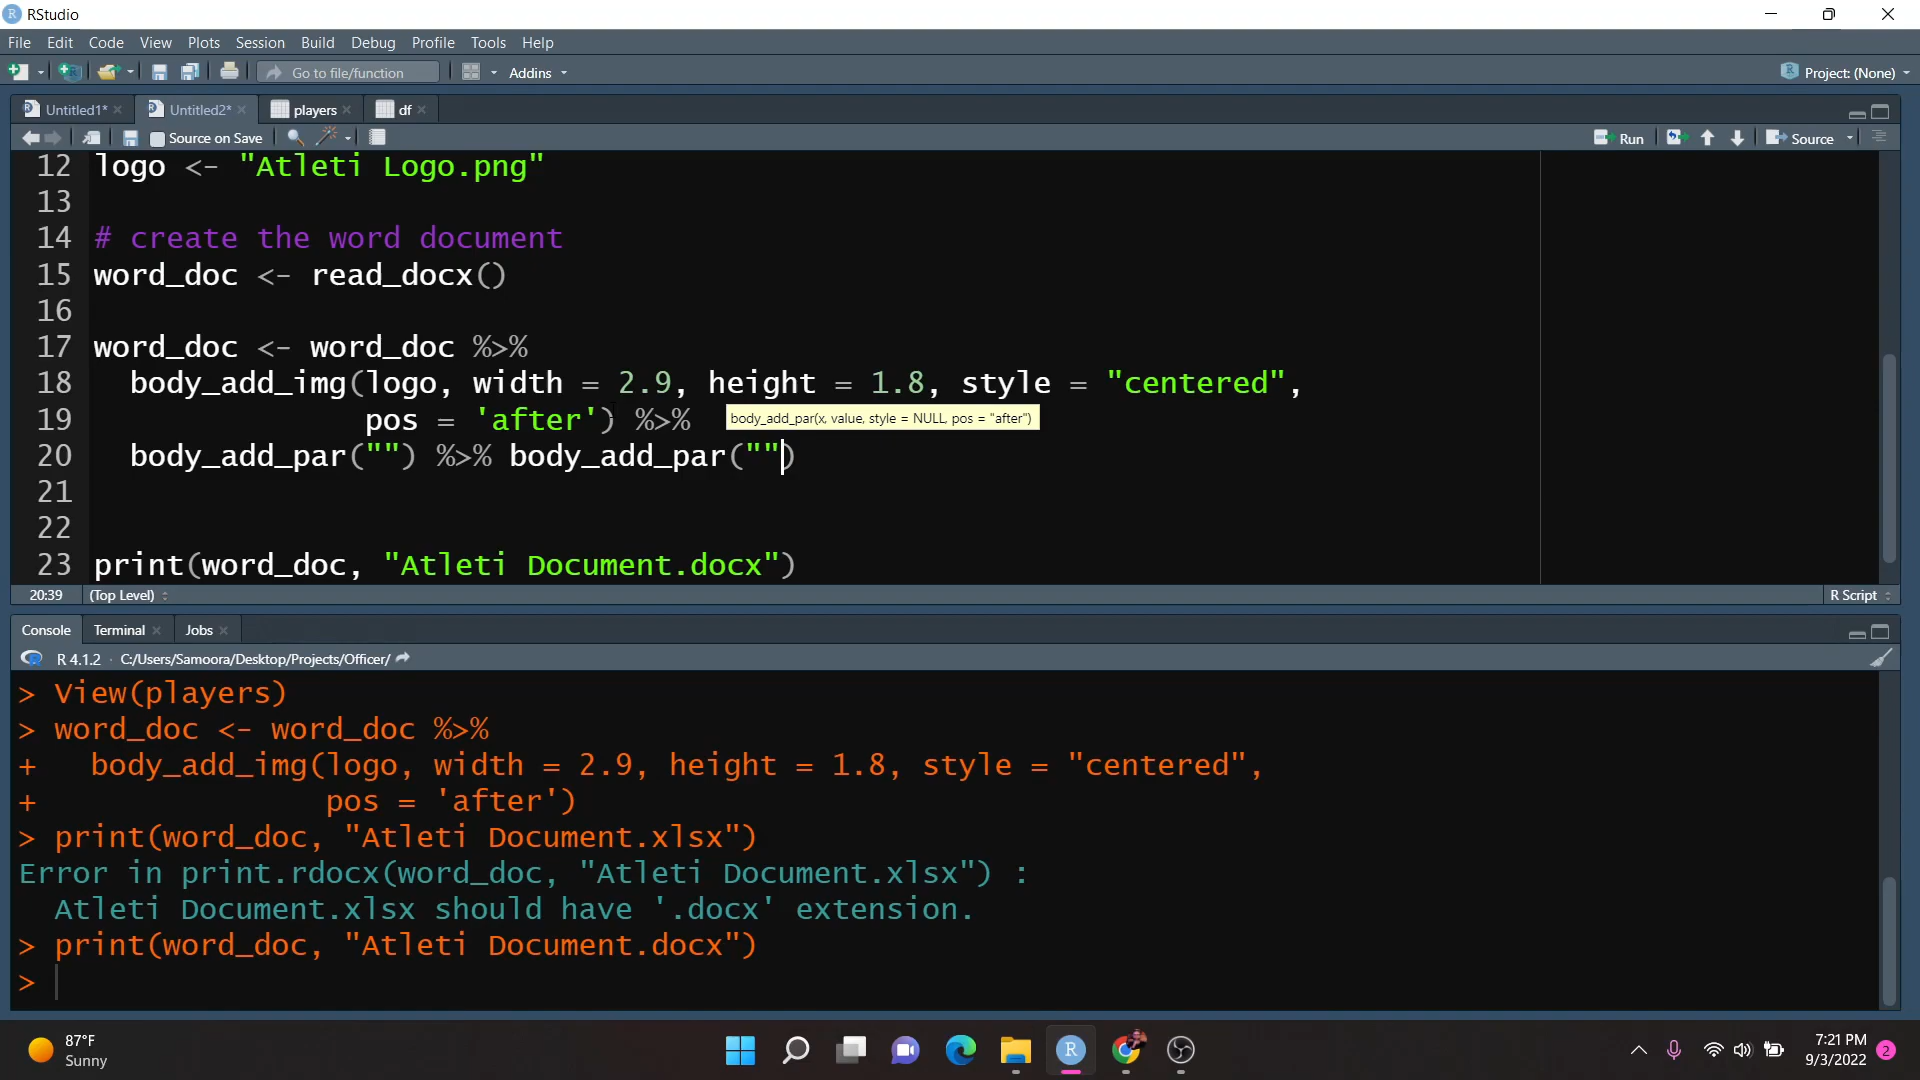 RStudio
File Edit Code View Plots Session Build Debug Profile Tools Help
Go to file/function Addins Project: (None)
Untitled1* Untitled2* players df
Source on Save Run Source
12 logo <- "Atleti Logo.png"
13
14 # create the word document
15 word_doc <- read_docx()
16
17 word_doc <- word_doc %>%
18 body_add_img(logo, width = 2.9, height = 1.8, style = "centered",
19 pos = 'after') %>%
body_add_par(x, value, style = NULL, pos = "after")
20 body_add_par("") %>% body_add_par("")
21
22
23 print(word_doc, "Atleti Document.docx")
20:39 (Top Level) R Script
Console Terminal Jobs
R 4.1.2 · C:/Users/Samoora/Desktop/Projects/Officer/
> View(players)
> word_doc <- word_doc %>%
+ body_add_img(logo, width = 2.9, height = 1.8, style = "centered",
+ pos = 'after')
> print(word_doc, "Atleti Document.xlsx")
Error in print.rdocx(word_doc, "Atleti Document.xlsx") :
Atleti Document.xlsx should have '.docx' extension.
> print(word_doc, "Atleti Document.docx")
>
87°F
Sunny
7:21 PM
9/3/2022
2